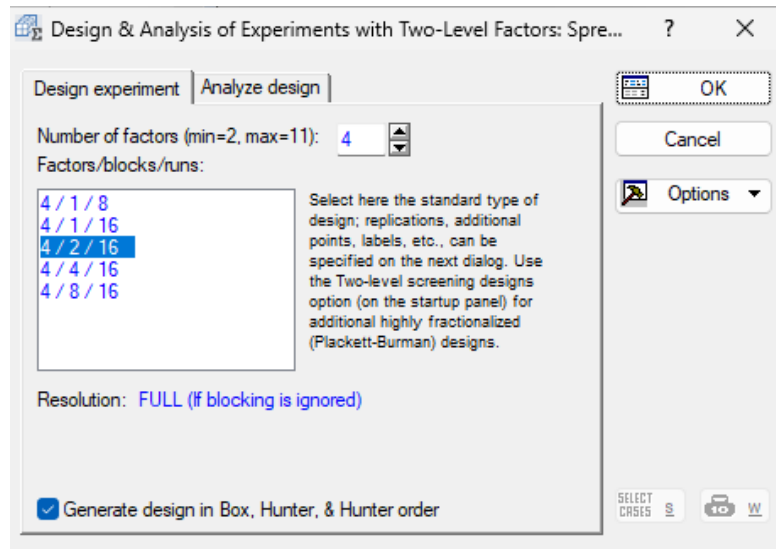 Design & Analysis of Experiments with Two-Level Factors: Spre... ? ×
Design experiment Analyze design
Number of factors (min=2, max=11): 4
Factors/blocks/runs:
4 / 1 / 8
4 / 1 / 16
4 / 2 / 16
4 / 4 / 16
4 / 8 / 16
Select here the standard type of
design; replications, additional
points, labels, etc., can be
specified on the next dialog. Use
the Two-level screening designs
option (on the startup panel) for
additional highly fractionalized
(Plackett-Burman) designs.
Resolution: FULL (If blocking is ignored)
Generate design in Box, Hunter, & Hunter order
OK
Cancel
Options
SELECT
CASES S
10 W